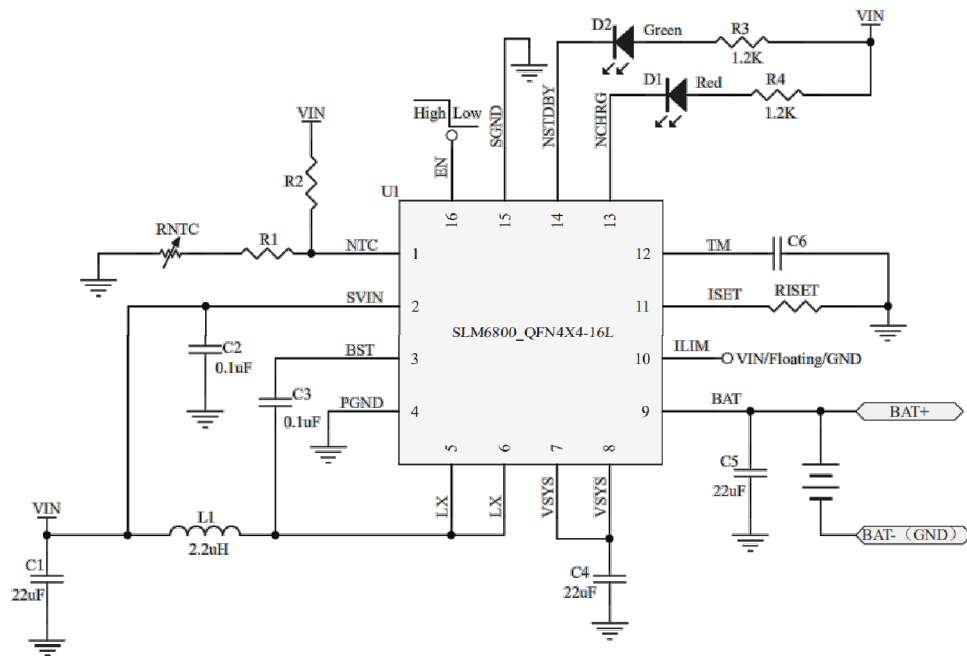 VIN
D2
Green
R3
1.2K
D1
Red
R4
1.2K
High
Low
SGND
NSTDBY
NCHRG
VIN
EN
R2
U1
16
15
14
13
RNTC
R1
NTC
1
12
TM
C6
SVIN
2
11
ISET
RISET
SLM6800_QFN4X4-16L
C2
0.1uF
BST
3
10
ILIM
VIN/Floating/GND
C3
0.1uF
PGND
4
9
BAT
BAT+
5
6
7
8
C5
22uF
LX
LX
VSYS
VSYS
VIN
L1
2.2uH
BAT-（GND）
C1
22uF
C4
22uF